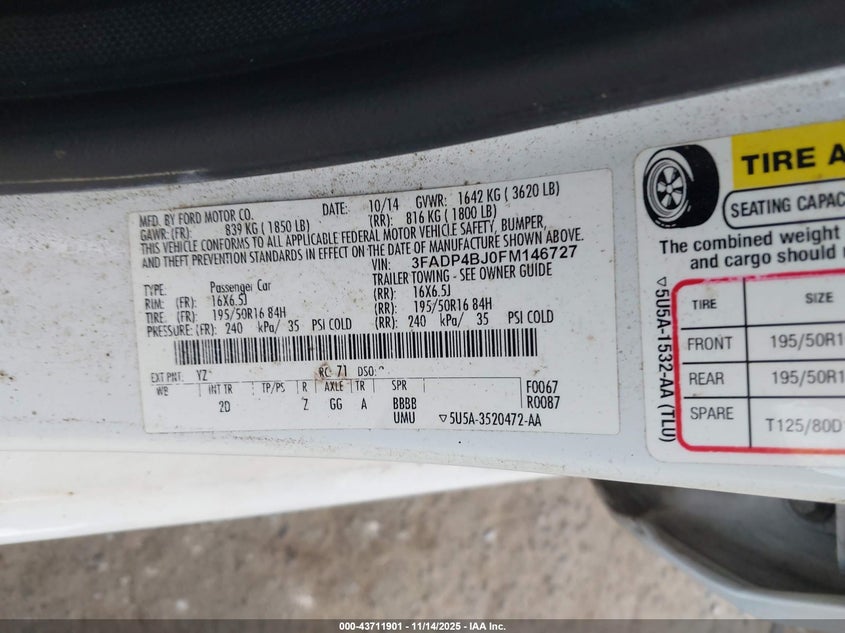 MFD. BY FORD MOTOR CO.
DATE: 10/14 GVWR: 1642 KG ( 3620 LB)
GAWR: (FR): 839 KG ( 1850 LB) (RR): 816 KG ( 1800 LB)
THIS VEHICLE CONFORMS TO ALL APPLICABLE FEDERAL MOTOR VEHICLE SAFETY, BUMPER,
AND THEFT PREVENTION STANDARDS IN EFFECT ON THE DATE OF MANUFACTURE SHOWN ABOVE.
VIN: 3FADP4BJ0FM146727
TYPE: Passenger Car TRAILER TOWING - SEE OWNER GUIDE
RIM: (FR): 16X6.5J (RR): 16X6.5J
TIRE: (FR): 195/50R16 84H (RR): 195/50R16 84H
PRESSURE: (FR): 240 kPa/ 35 PSI COLD (RR): 240 kPa/ 35 PSI COLD
EXT PNT: YZ RC: 71 DSO:
WB INT TR TP/PS R AXLE TR SPR F0067
2D Z GG A BBBB R0087
UMU ▽5U5A-3520472-AA
TIRE A
SEATING CAPAC
The combined weight
and cargo should
▽5U5A-1532-AA (TLU)
TIRE SIZE
FRONT 195/50R1
REAR 195/50R1
SPARE T125/80D
000-43711901 - 11/14/2025 - IAA Inc.